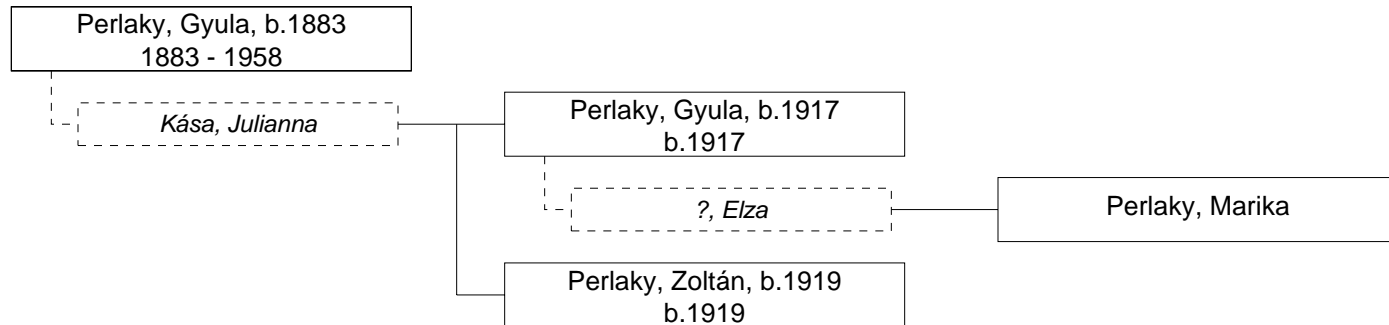 Perlaky, Gyula, b.1883
1883 - 1958
Kása, Julianna
Perlaky, Gyula, b.1917
b.1917
?, Elza
Perlaky, Marika
Perlaky, Zoltán, b.1919
b.1919